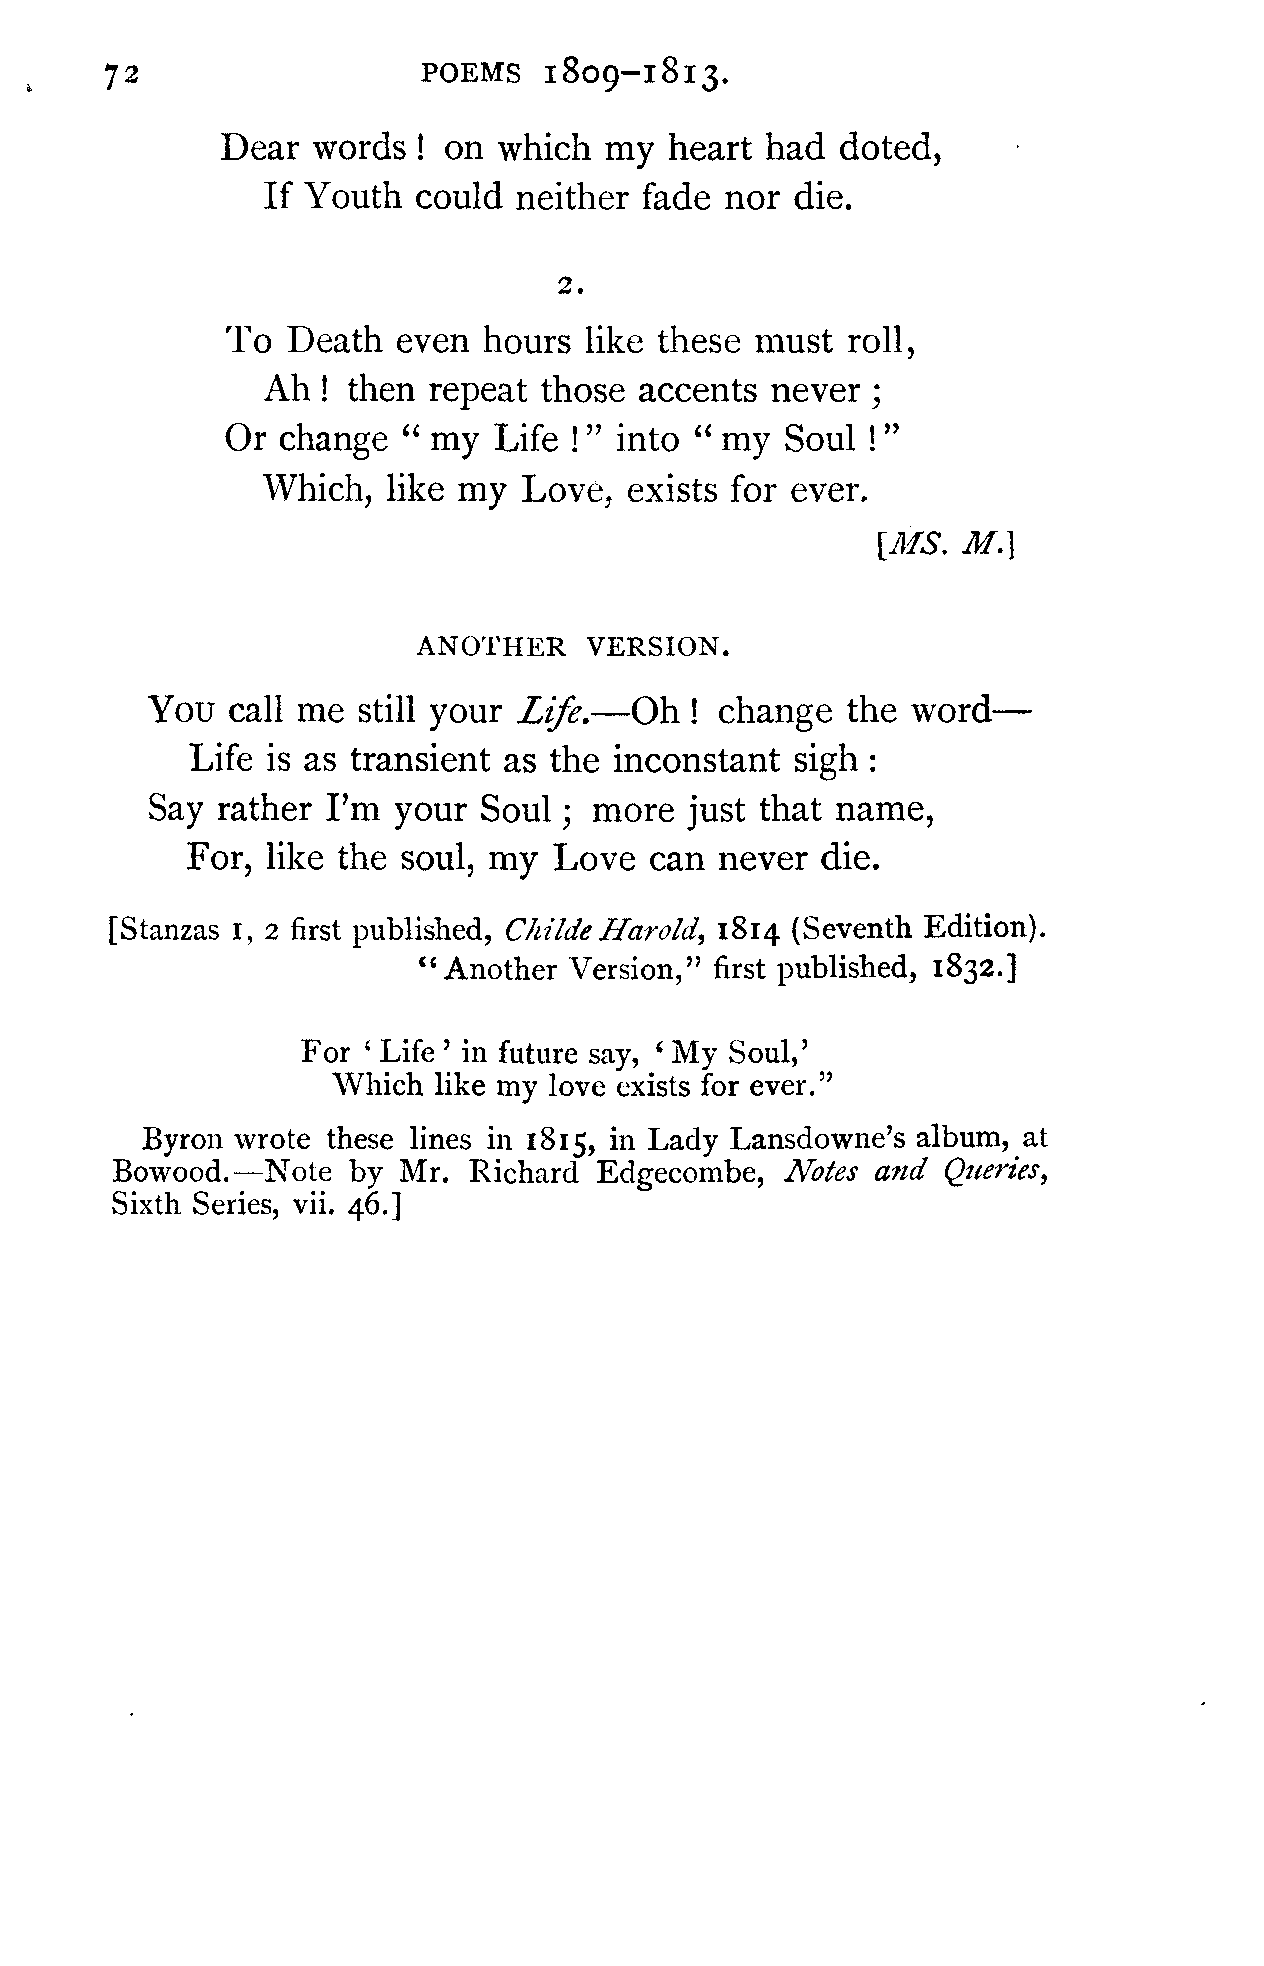 72 POEMS 1809–1813.
Dear words ! on which my heart had doted,
If Youth could neither fade nor die.
2.
To Death even hours like these must roll,
Ah ! then repeat those accents never ;
Or change “ my Life !” into “ my Soul !”
Which, like my Love, exists for ever.
[MS. M.]
ANOTHER VERSION.
YOU call me still your Life.—Oh ! change the word—
Life is as transient as the inconstant sigh :
Say rather I’m your Soul ; more just that name,
For, like the soul, my Love can never die.
[Stanzas 1, 2 first published, Childe Harold, 1814 (Seventh Edition).
“ Another Version,” first published, 1832.]
For ‘ Life ’ in future say, ‘ My Soul,’
Which like my love exists for ever.”
Byron wrote these lines in 1815, in Lady Lansdowne’s album, at
Bowood.—Note by Mr. Richard Edgecombe, Notes and Queries,
Sixth Series, vii. 46.]